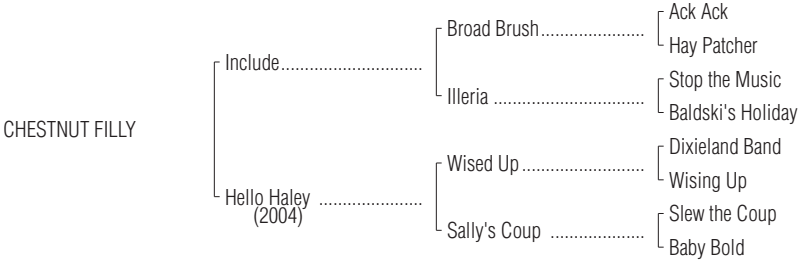 Ack Ack
Broad Brush......................
Hay Patcher
Include..............................
Stop the Music
Illeria ................................
Baldski's Holiday
CHESTNUT FILLY
Dixieland Band
Wised Up..........................
Wising Up
Hello Haley ......................
(2004)
Slew the Coup
Sally's Coup ....................
Baby Bold